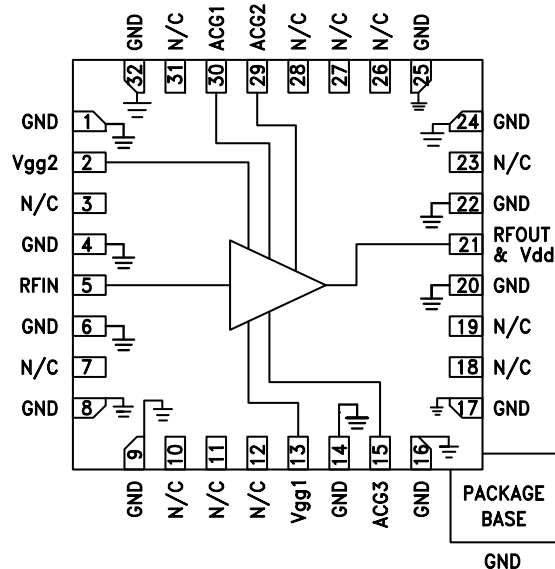 GND
N/C
ACG1
ACG2
N/C
N/C
N/C
GND
32
31
30
29
28
27
26
25
GND 1
Vgg2 2
N/C 3
GND 4
RFIN 5
GND 6
N/C 7
GND 8
24 GND
23 N/C
22 GND
21 RFOUT
& Vdd
20 GND
19 N/C
18 N/C
17 GND
9
10
11
12
13
14
15
16
GND
N/C
N/C
N/C
Vgg1
GND
ACG3
GND
PACKAGE
BASE
GND